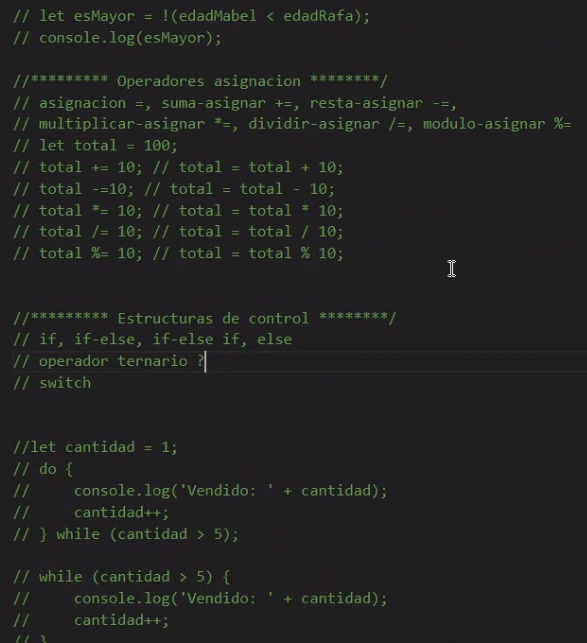 // let esMayor = !(edadMabel < edadRafa);
// console.log(esMayor);
//********* Operadores asignacion ********/
// asignacion =, suma-asignar +=, resta-asignar -=,
// multiplicar-asignar *=, dividir-asignar /=, modulo-asignar %=
// let total = 100;
// total += 10; // total = total + 10;
// total -=10; // total = total - 10;
// total *= 10; // total = total * 10;
// total /= 10; // total = total / 10;
// total %= 10; // total = total % 10;
//********* Estructuras de control ********/
// if, if-else, if-else if, else
// operador ternario ?
// switch
//let cantidad = 1;
// do {
//     console.log('Vendido: ' + cantidad);
//     cantidad++;
// } while (cantidad > 5);
// while (cantidad > 5) {
//     console.log('Vendido: ' + cantidad);
//     cantidad++;
// }